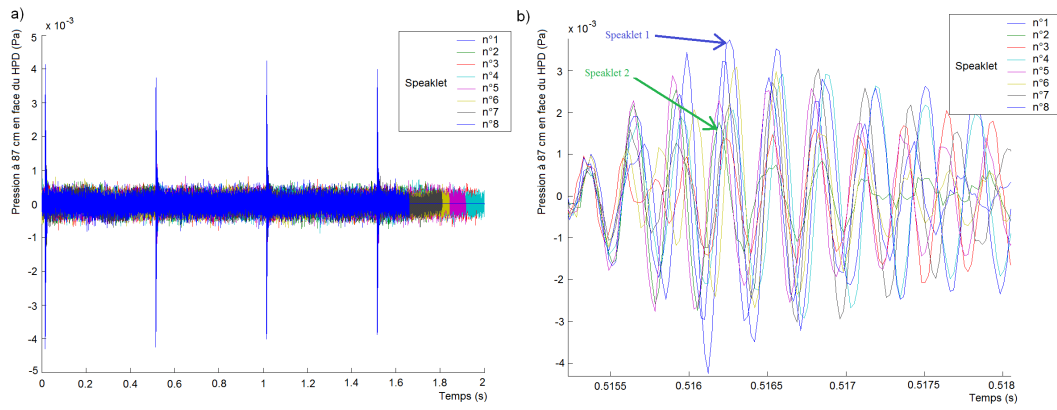 a)
x 10⁻³
Pression à 87 cm en face du HPD (Pa)
5
4
3
2
1
0
-1
-2
-3
-4
-5
0
0.2
0.4
0.6
0.8
1
1.2
1.4
1.6
1.8
2
Temps (s)
Speaklet
n°1
n°2
n°3
n°4
n°5
n°6
n°7
n°8
b)
x 10⁻³
Pression à 87 cm en face du HPD (Pa)
3
2
1
0
-1
-2
-3
-4
0.5155
0.516
0.5165
0.517
0.5175
0.518
Temps (s)
Speaklet 1
Speaklet 2
Speaklet
n°1
n°2
n°3
n°4
n°5
n°6
n°7
n°8